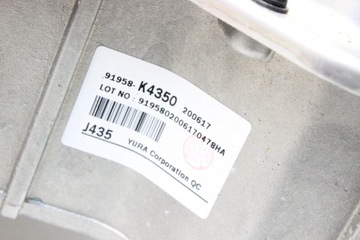 91958-K4350 200617
LOT NO : 9195802006170478HA
J435
YURA Corporation QC